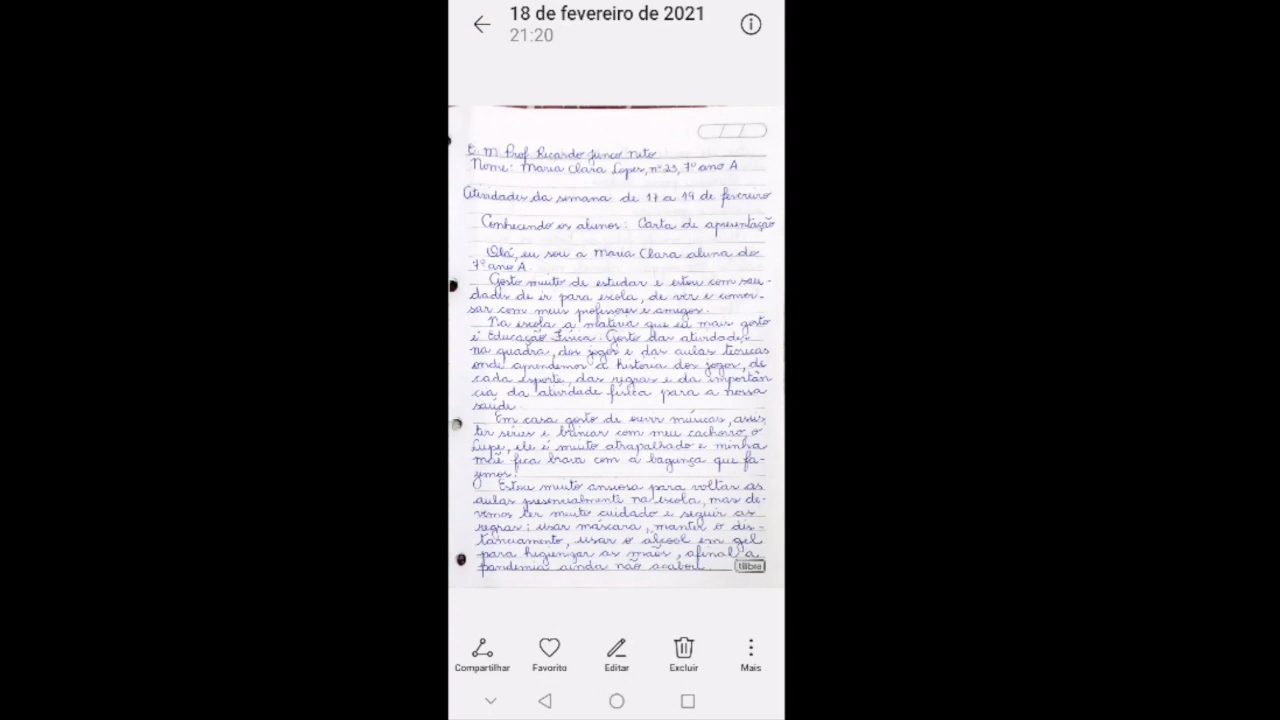 18 de fevereiro de 2021
21:20
E. M. Prof Ricardo Junco Neto
Nome: Maria Clara Lopes, nº 23, 7º ano A
Atividades da semana de 17 a 19 de fevereiro
Conhecendo os alunos: Carta de apresentação
Olá, eu sou a Maria Clara aluna do
7º ano A.
Gosto muito de estudar e estou com sau-
dades de ir para escola, de ver e conver-
sar com meus professores e amigos.
Na escola a matéria que eu mais gosto
é Educação Física. Gosto das atividades
na quadra, dos jogos e das aulas teóricas
onde aprendemos a história dos jogos, de
cada esporte, das regras e da importân
cia da atividade física para a nossa
saúde.
Em casa gosto de ouvir músicas, assis
ter séries e brincar com meu cachorro, o
Lupe, ele é muito atrapalhado e minha
mãe fica brava com a bagunça que fa-
zemos.
Estou muito ansiosa para voltar as
aulas presencialmente na escola, mas de-
vemos ter muito cuidado e seguir as
regras: usar máscara, manter o dis-
tanciamento, usar o álcool em gel
para higienizar as mãos, afinal a
pandemia ainda não acabou.
tilibra
Compartilhar Favorito Editar Excluir Mais